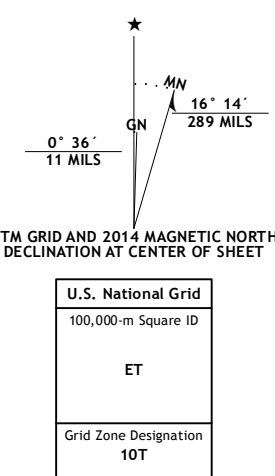 ★
MN
GN
16° 14´
289 MILS
0° 36´
11 MILS
TM GRID AND 2014 MAGNETIC NORTH
DECLINATION AT CENTER OF SHEET
U.S. National Grid
100,000-m Square ID
ET
Grid Zone Designation
10T